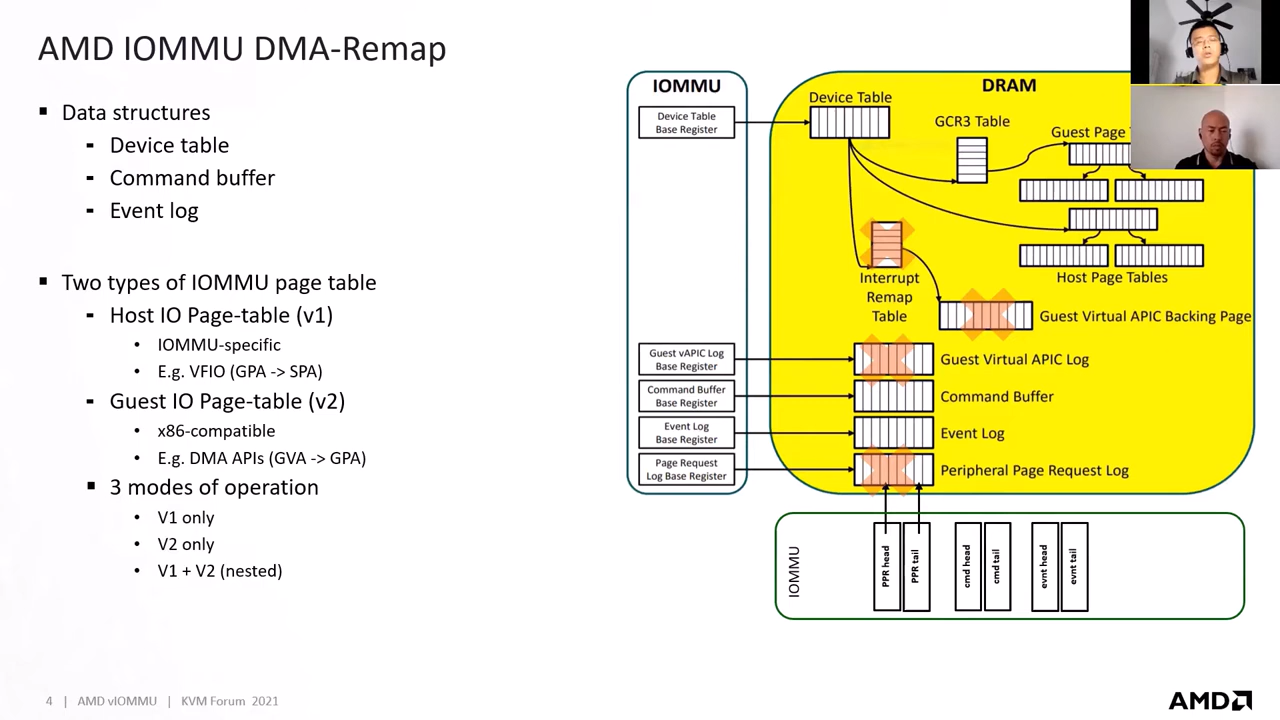 AMD IOMMU DMA-Remap
▪ Data structures
- Device table
- Command buffer
- Event log
▪ Two types of IOMMU page table
- Host IO Page-table (v1)
• IOMMU-specific
• E.g. VFIO (GPA -> SPA)
- Guest IO Page-table (v2)
• x86-compatible
• E.g. DMA APIs (GVA -> GPA)
▪ 3 modes of operation
• V1 only
• V2 only
• V1 + V2 (nested)
IOMMU
Device Table
Base Register
Guest vAPIC Log
Base Register
Command Buffer
Base Register
Event Log
Base Register
Page Request
Log Base Register
DRAM
Device Table
GCR3 Table
Guest Page
Host Page Tables
Interrupt
Remap
Table
Guest Virtual APIC Backing Page
Guest Virtual APIC Log
Command Buffer
Event Log
Peripheral Page Request Log
IOMMU
PPR head
PPR tail
cmd head
cmd tail
evnt head
evnt tail
4 | AMD vIOMMU | KVM Forum 2021
AMD